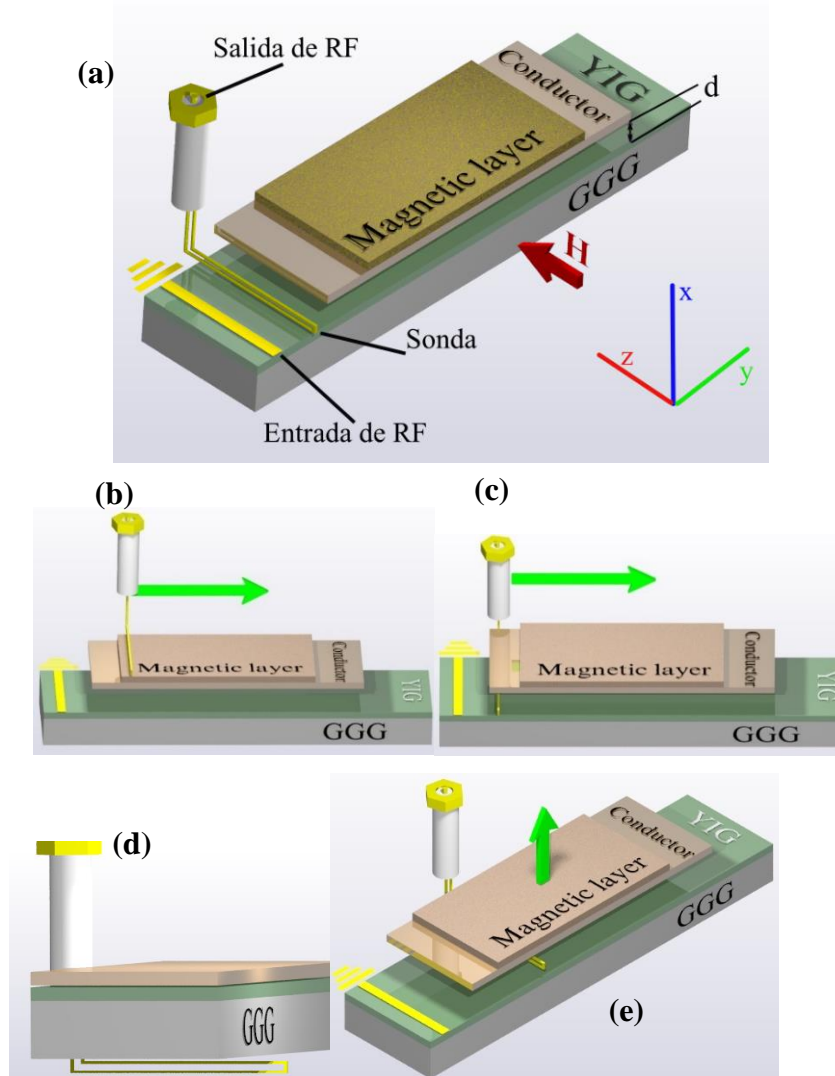 (a)
Salida de RF
YIG
Conductor
d
Magnetic layer
GGG
H
Sonda
Entrada de RF
x
z
y
(b)
Conductor
Magnetic layer
YIG
GGG
(c)
Conductor
Magnetic layer
YIG
GGG
(d)
GGG
YIG
Conductor
Magnetic layer
GGG
(e)